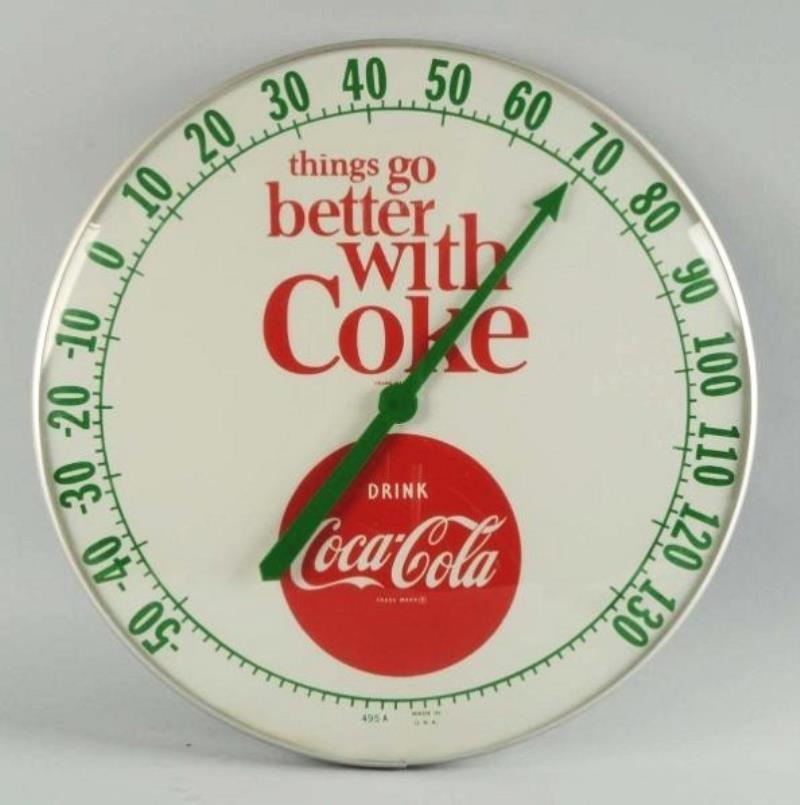 -50
-40
-30
-20
-10
0
10
20
30
40
50
60
70
80
90
100
110
120
130
things go
better
with
Coke
DRINK
Coca-Cola
TRADE MARK ®
495 A
MADE IN
U.S.A.